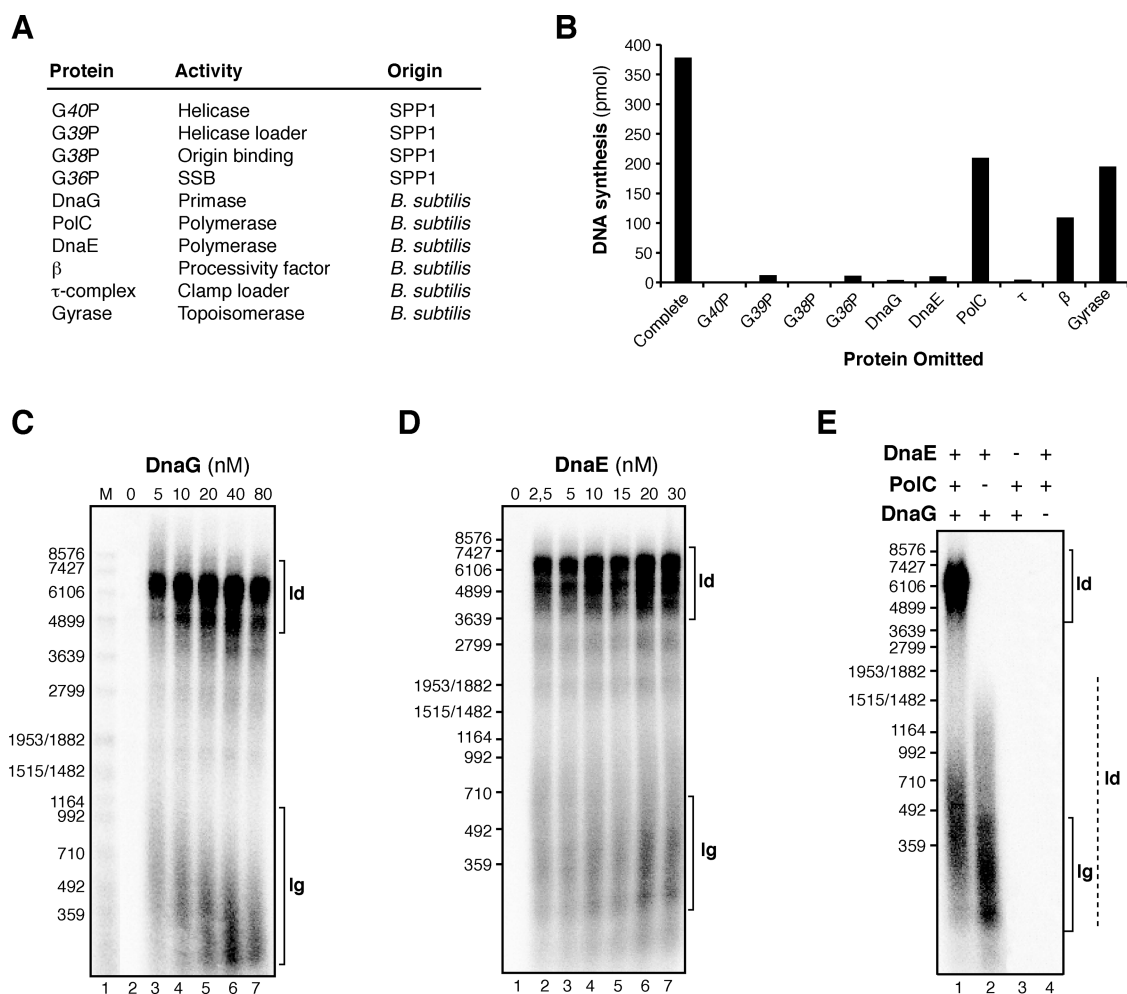 A
Protein Activity Origin
G40P Helicase SPP1
G39P Helicase loader SPP1
G38P Origin binding SPP1
G36P SSB SPP1
DnaG Primase B. subtilis
PolC Polymerase B. subtilis
DnaE Polymerase B. subtilis
β Processivity factor B. subtilis
τ-complex Clamp loader B. subtilis
Gyrase Topoisomerase B. subtilis
B
DNA synthesis (pmol)
400
350
300
250
200
150
100
50
0
Complete G40P G39P G38P G36P DnaG DnaE PolC τ β Gyrase
Protein Omitted
C
DnaG (nM)
M 0 5 10 20 40 80
8576
7427
6106
4899
3639
2799
1953/1882
1515/1482
1164
992
710
492
359
ld
lg
1 2 3 4 5 6 7
D
DnaE (nM)
0 2,5 5 10 15 20 30
8576
7427
6106
4899
3639
2799
1953/1882
1515/1482
1164
992
710
492
359
ld
lg
1 2 3 4 5 6 7
E
DnaE + + - +
PolC + - + +
DnaG + + + -
8576
7427
6106
4899
3639
2799
1953/1882
1515/1482
1164
992
710
492
359
ld
ld
lg
1 2 3 4